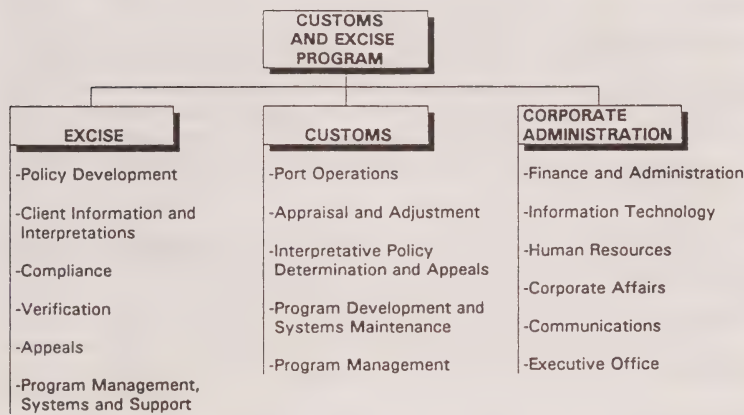 CUSTOMS
AND EXCISE
PROGRAM
EXCISE
-Policy Development
-Client Information and
Interpretations
-Compliance
-Verification
-Appeals
-Program Management,
Systems and Support
CUSTOMS
-Port Operations
-Appraisal and Adjustment
-Interpretative Policy
Determination and Appeals
-Program Development and
Systems Maintenance
-Program Management
CORPORATE
ADMINISTRATION
-Finance and Administration
-Information Technology
-Human Resources
-Corporate Affairs
-Communications
-Executive Office